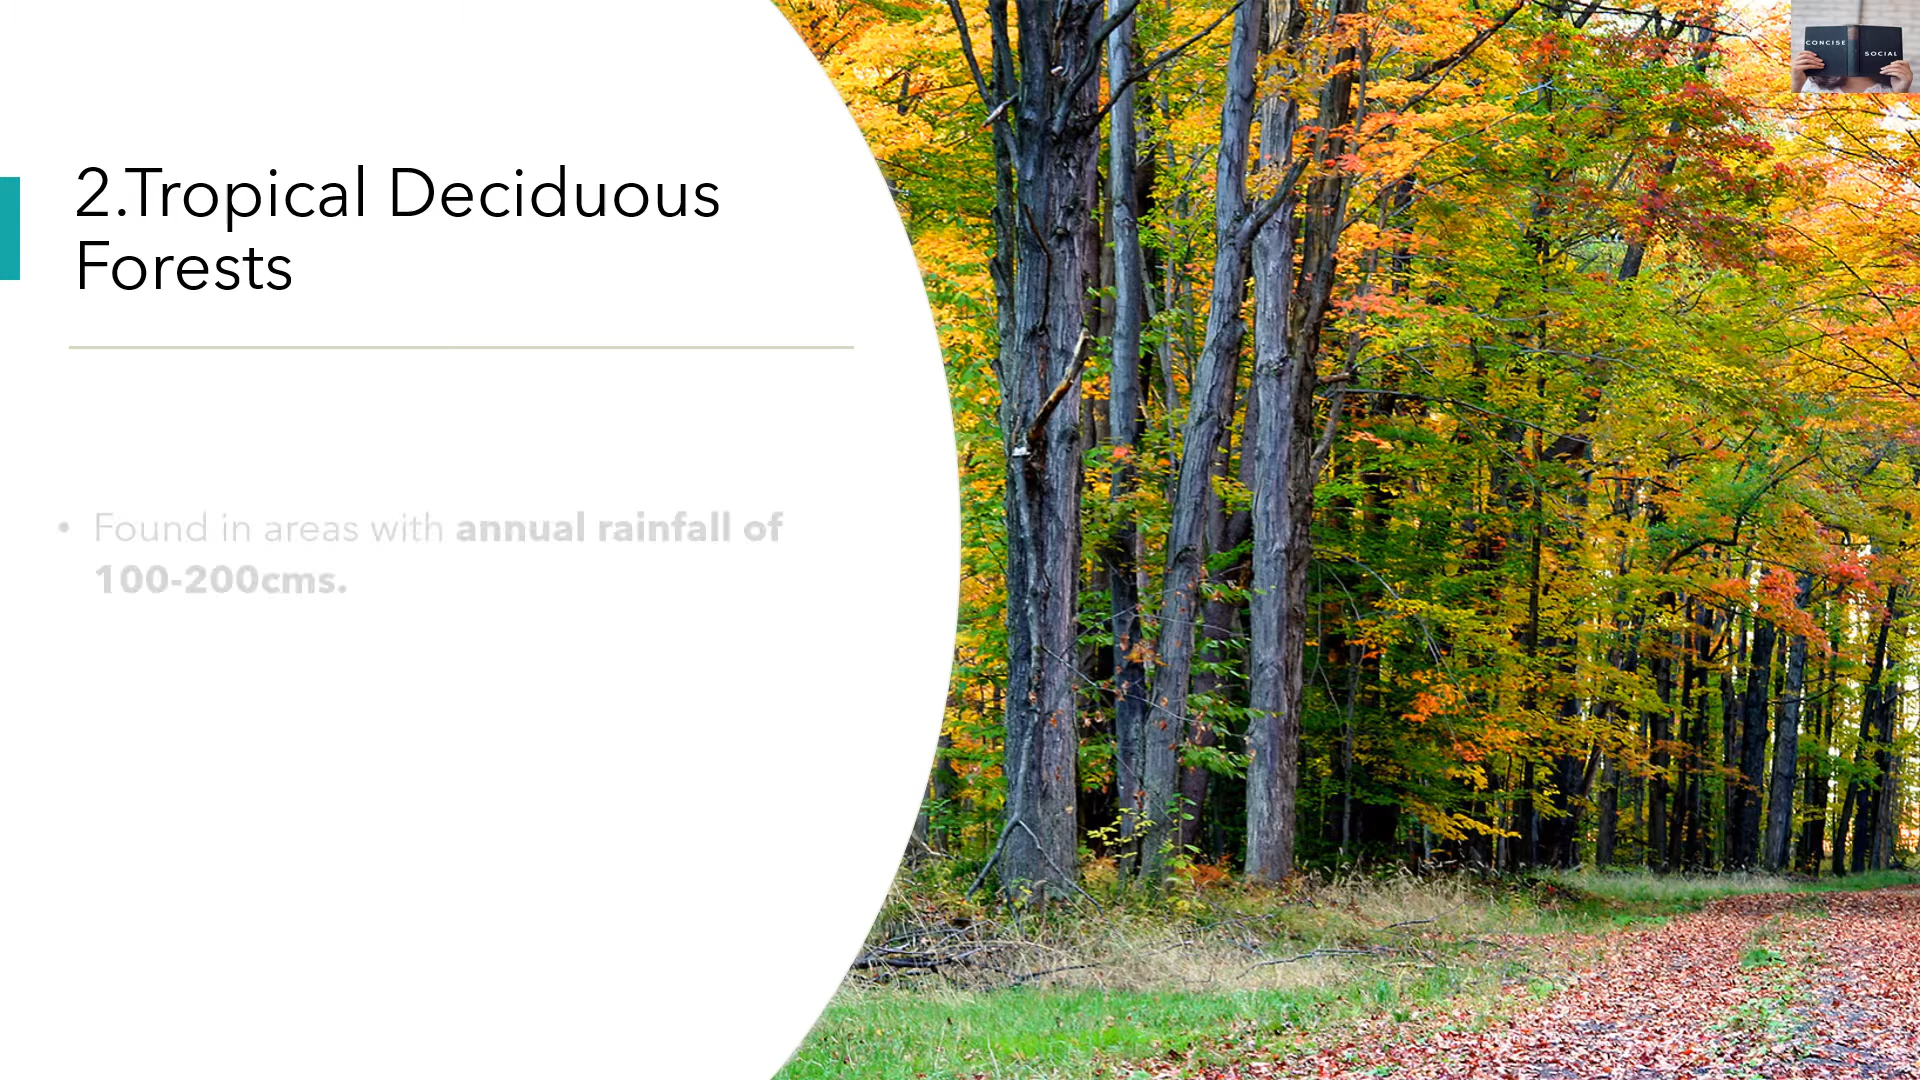 CONCISE SOCIAL
2.Tropical Deciduous
Forests
• Found in areas with annual rainfall of
100-200cms.